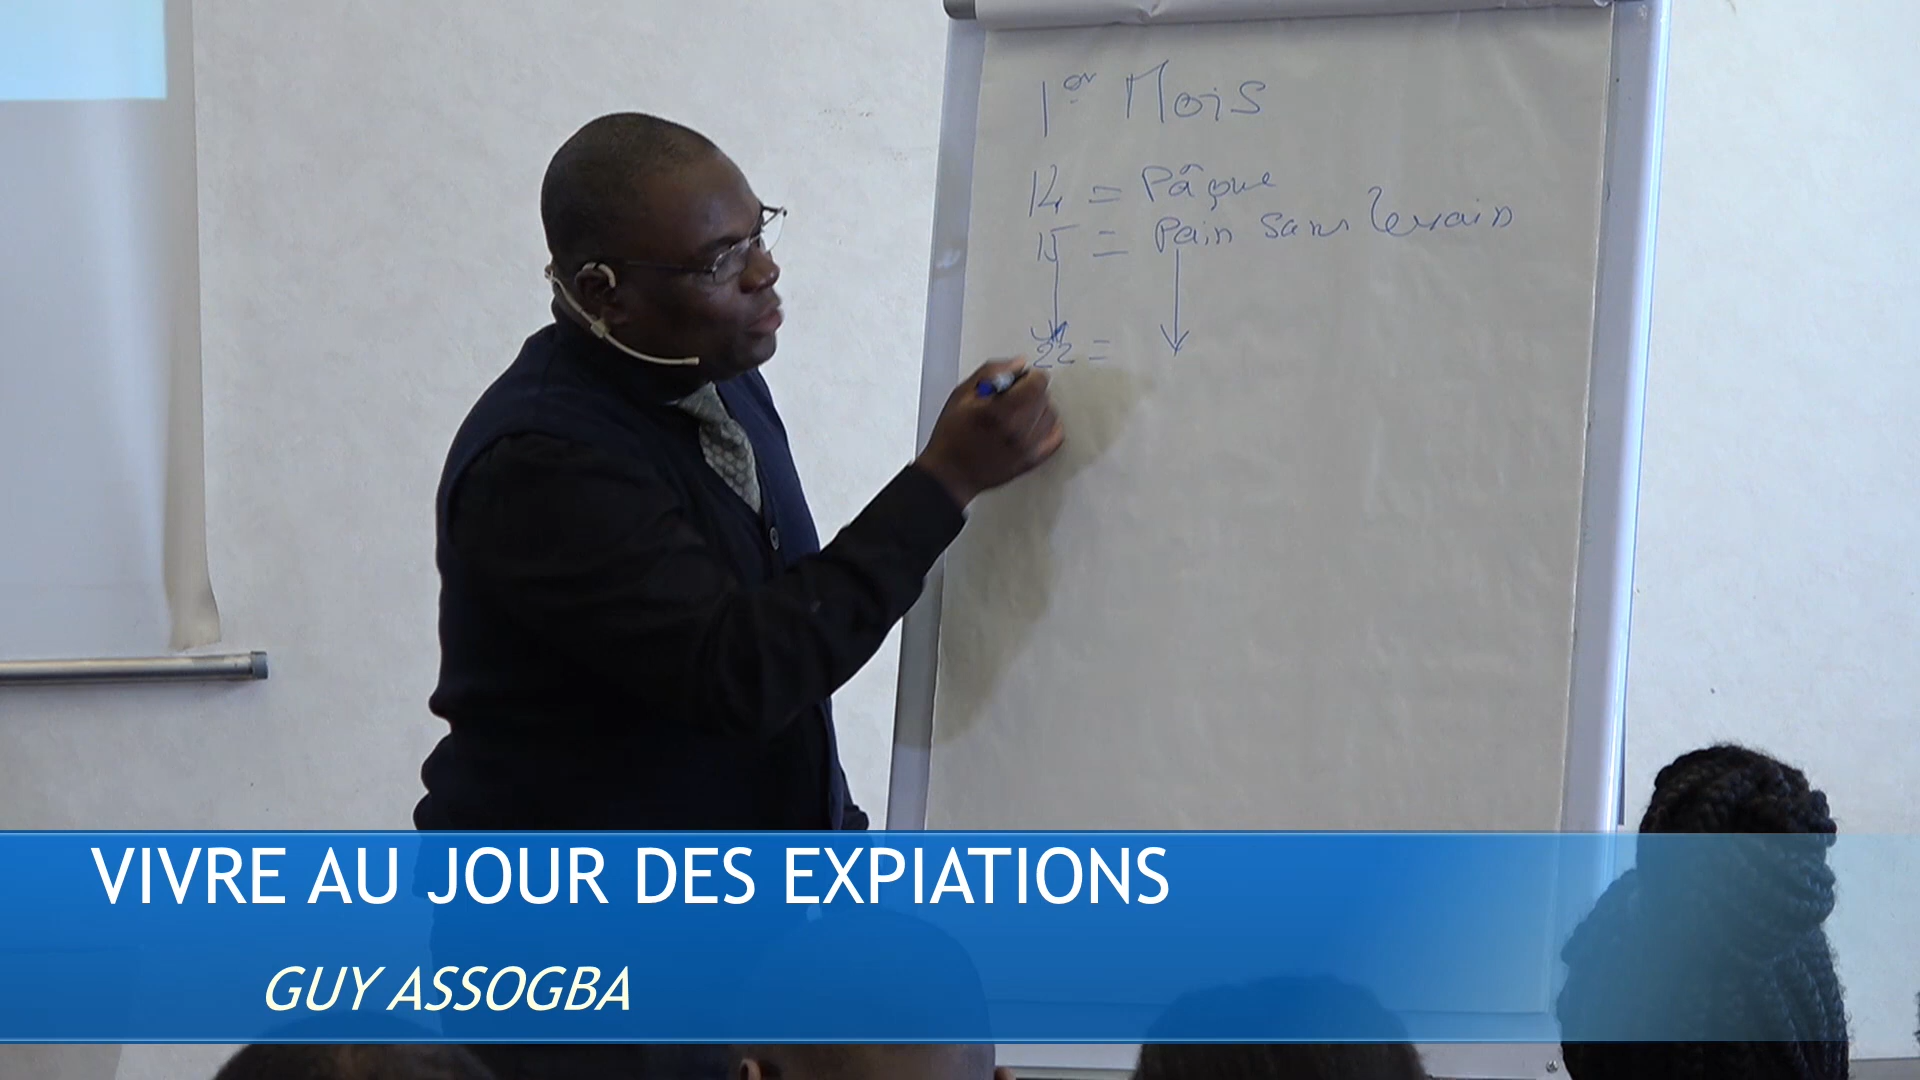 1er Mois
14 = Pâque
15 = Pain sans levain
22 =
VIVRE AU JOUR DES EXPIATIONS
GUY ASSOGBA